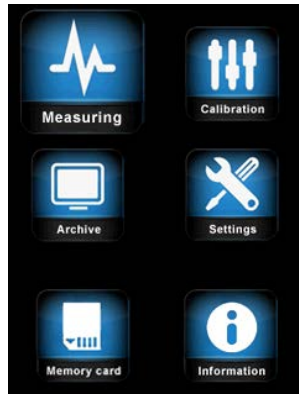 Measuring
Calibration
Archive
Settings
Memory card
Information